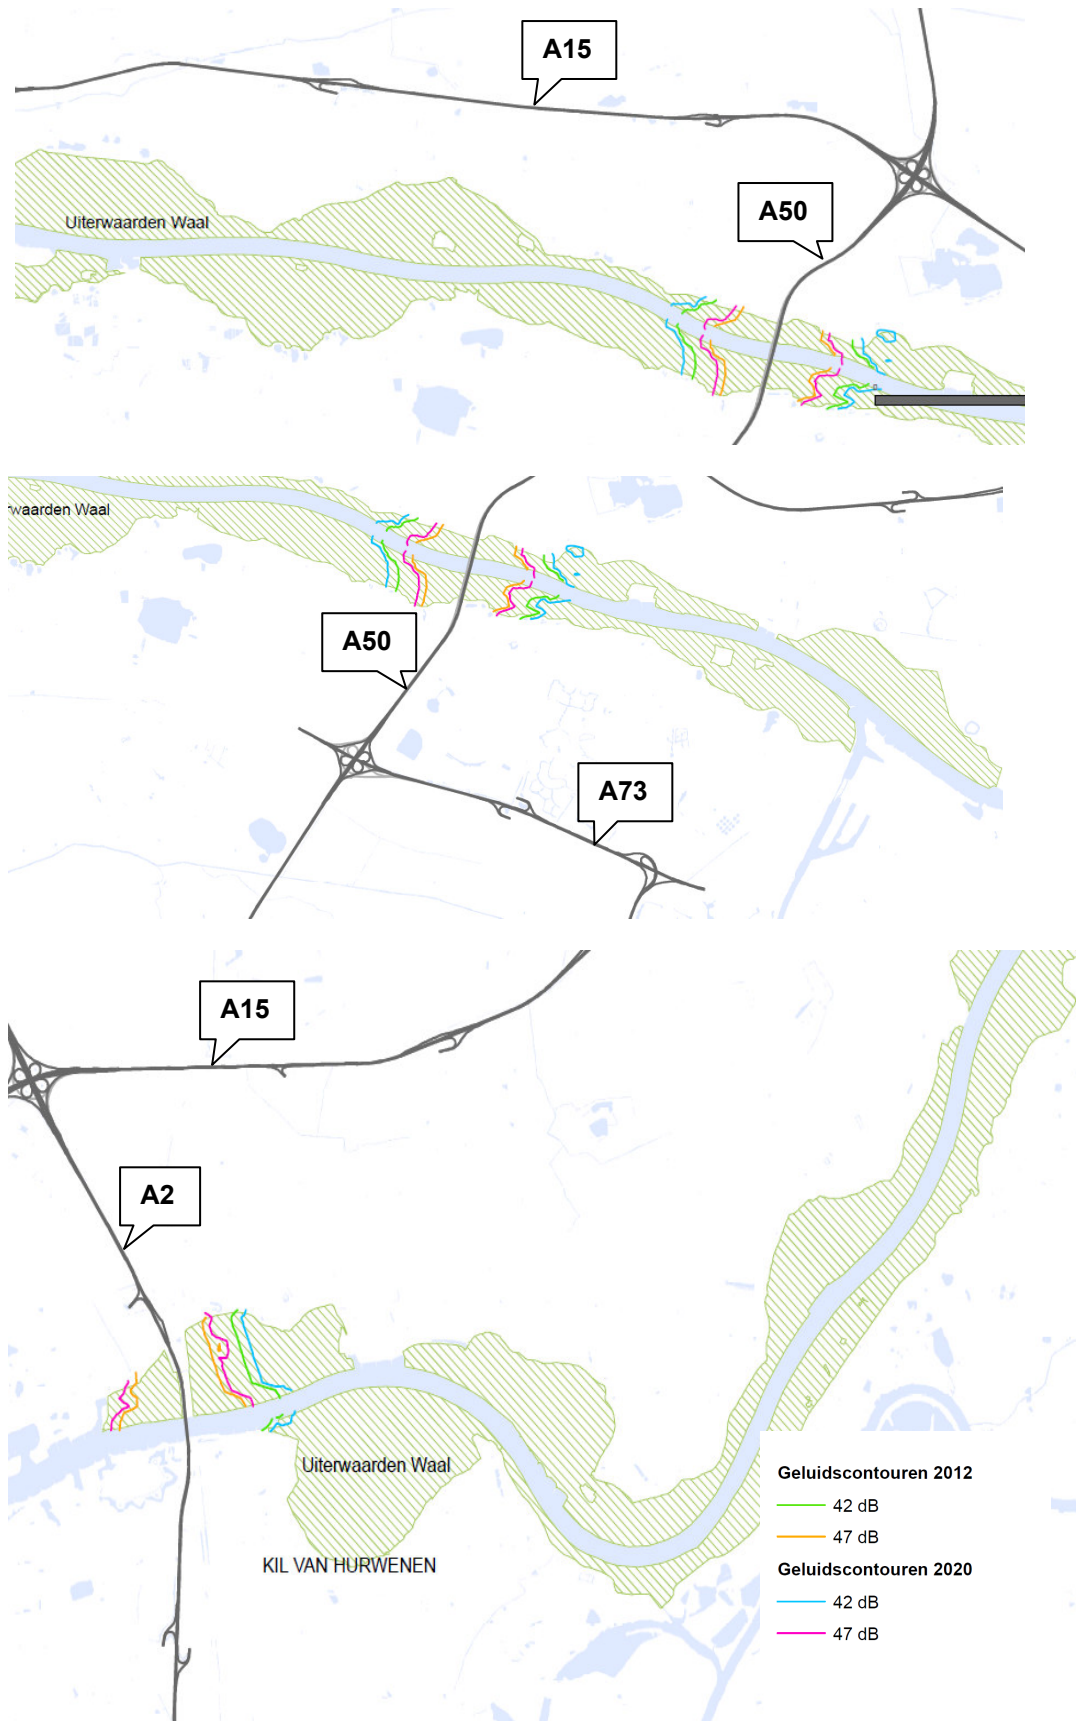 A15
A50
Uiterwaarden Waal
rwaarden Waal
A50
A73
A15
A2
Uiterwaarden Waal
KIL VAN HURWENEN
Geluidscontouren 2012
42 dB
47 dB
Geluidscontouren 2020
42 dB
47 dB